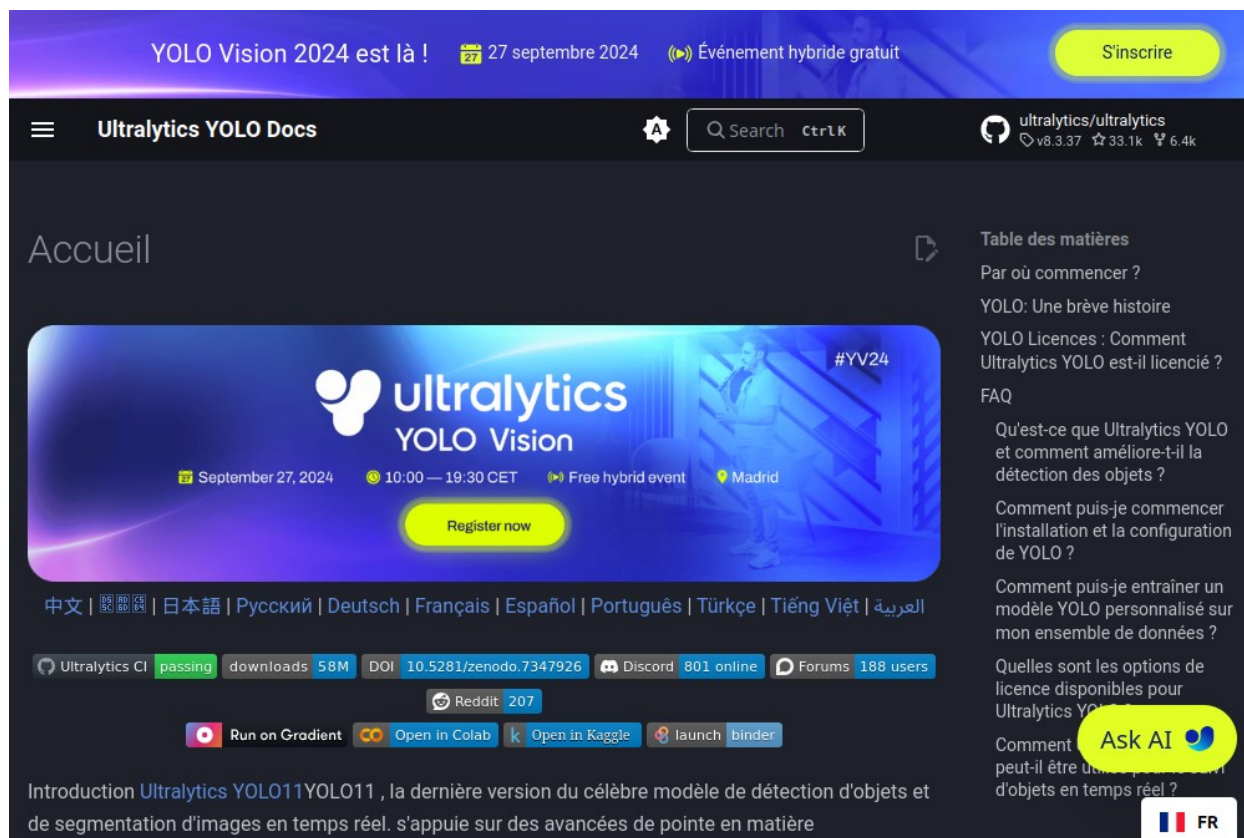 YOLO Vision 2024 est là !
27 septembre 2024
Événement hybride gratuit
S'inscrire
Ultralytics YOLO Docs
A
Search Ctrl K
ultralytics/ultralytics
v8.3.37 33.1k 6.4k
Accueil
#YV24
ultralytics
YOLO Vision
September 27, 2024
10:00 — 19:30 CET
Free hybrid event
Madrid
Register now
中文 | | 日本語 | Русский | Deutsch | Français | Español | Português | Türkçe | Tiếng Việt | العربية
Ultralytics CI passing
downloads 58M
DOI 10.5281/zenodo.7347926
Discord 801 online
Forums 188 users
Reddit 207
Run on Gradient
Open in Colab
Open in Kaggle
launch binder
Introduction Ultralytics YOLO11YOLO11 , la dernière version du célèbre modèle de détection d'objets et
de segmentation d'images en temps réel. s'appuie sur des avancées de pointe en matière
Table des matières
Par où commencer ?
YOLO: Une brève histoire
YOLO Licences : Comment
Ultralytics YOLO est-il licencié ?
FAQ
Qu'est-ce que Ultralytics YOLO
et comment améliore-t-il la
détection des objets ?
Comment puis-je commencer
l'installation et la configuration
de YOLO ?
Comment puis-je entraîner un
modèle YOLO personnalisé sur
mon ensemble de données ?
Quelles sont les options de
licence disponibles pour
Ultralytics
Comment
peut-il être
d'objets en temps réel ?
Ask AI
FR